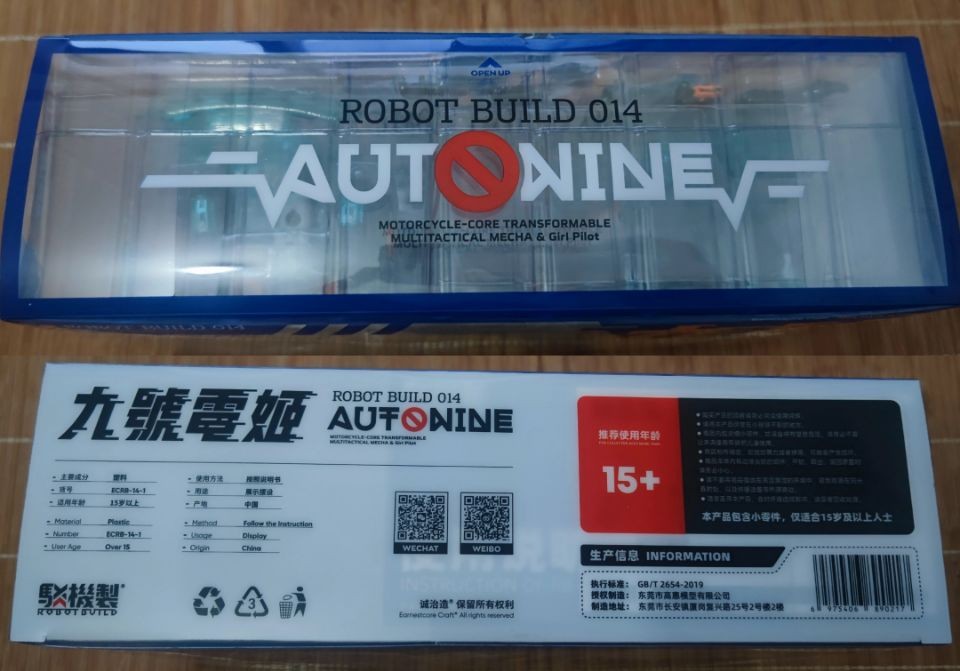 OPEN UP
ROBOT BUILD 014
AUTONINE
MOTORCYCLE-CORE TRANSFORMABLE
MULTITACTICAL MECHA & Girl Pilot
ROBOT BUILD 014
九號電姬
ROBOT BUILD 014
AUTONINE
MOTORCYCLE-CORE TRANSFORMABLE
MULTITACTICAL MECHA & Girl Pilot
- 主要成分 塑料
- 货号 ECRB-14-1
- 适用年龄 15岁以上
- Material Plastic
- Number ECRB-14-1
- User Age Over 15
- 使用方法 按照说明书
- 用途 展示摆设
- 产地 中国
- Method Follow the Instruction
- Usage Display
- Origin China
WECHAT
WEIBO
推荐使用年龄
15+
本产品包含小零件，仅适合15岁及以上人士
生产信息 INFORMATION
执行标准： GB/T 2654-2019
授权制造： 东莞市高嘉模型有限公司
制造地址： 东莞市长安镇厦岗复兴路25号2号楼2楼
6 975406 890217
機製
ROBOTBUILD
3
诚治造® 保留所有权利
Earnestcore Craft® All rights reserved